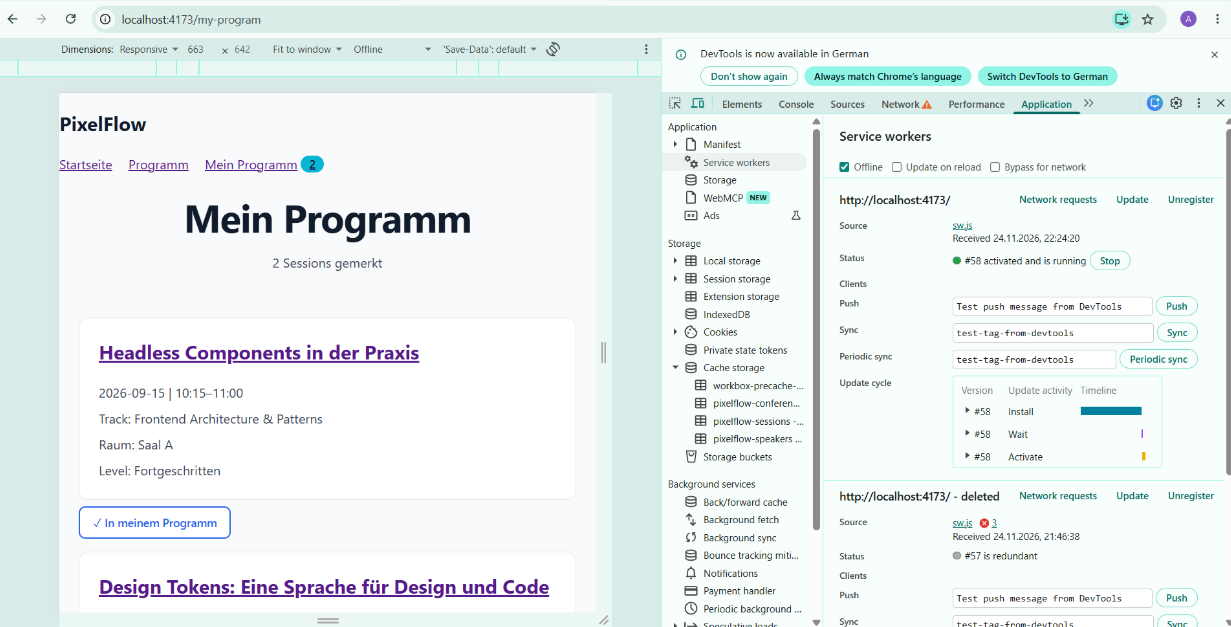 localhost:4173/my-program
A
Dimensions: Responsive 663 x 642 Fit to window Offline 'Save-Data': default
PixelFlow
Startseite Programm Mein Programm 2
Mein Programm
2 Sessions gemerkt
Headless Components in der Praxis
2026-09-15 | 10:15–11:00
Track: Frontend Architecture & Patterns
Raum: Saal A
Level: Fortgeschritten
✓ In meinem Programm
Design Tokens: Eine Sprache für Design und Code
DevTools is now available in German
Don't show again Always match Chrome's language Switch DevTools to German
Elements Console Sources Network Performance Application
Application
Manifest
Service workers
Storage
WebMCP NEW
Ads
Storage
Local storage
Session storage
Extension storage
IndexedDB
Cookies
Private state tokens
Cache storage
workbox-precache-...
pixelflow-conferen...
pixelflow-sessions -...
pixelflow-speakers ...
Storage buckets
Background services
Back/forward cache
Background fetch
Background sync
Bounce tracking miti...
Notifications
Payment handler
Periodic background ...
Speculative loads
Service workers
Offline Update on reload Bypass for network
http://localhost:4173/ Network requests Update Unregister
Source sw.js
Received 24.11.2026, 22:24:20
Status #58 activated and is running Stop
Clients
Push Test push message from DevTools Push
Sync test-tag-from-devtools Sync
Periodic sync test-tag-from-devtools Periodic sync
Update cycle
Version Update activity Timeline
#58 Install
#58 Wait
#58 Activate
http://localhost:4173/ - deleted Network requests Update Unregister
Source sw.js 3
Received 24.11.2026, 21:46:38
Status #57 is redundant
Clients
Push Test push message from DevTools Push
Sync test-tag-from-devtools Sync